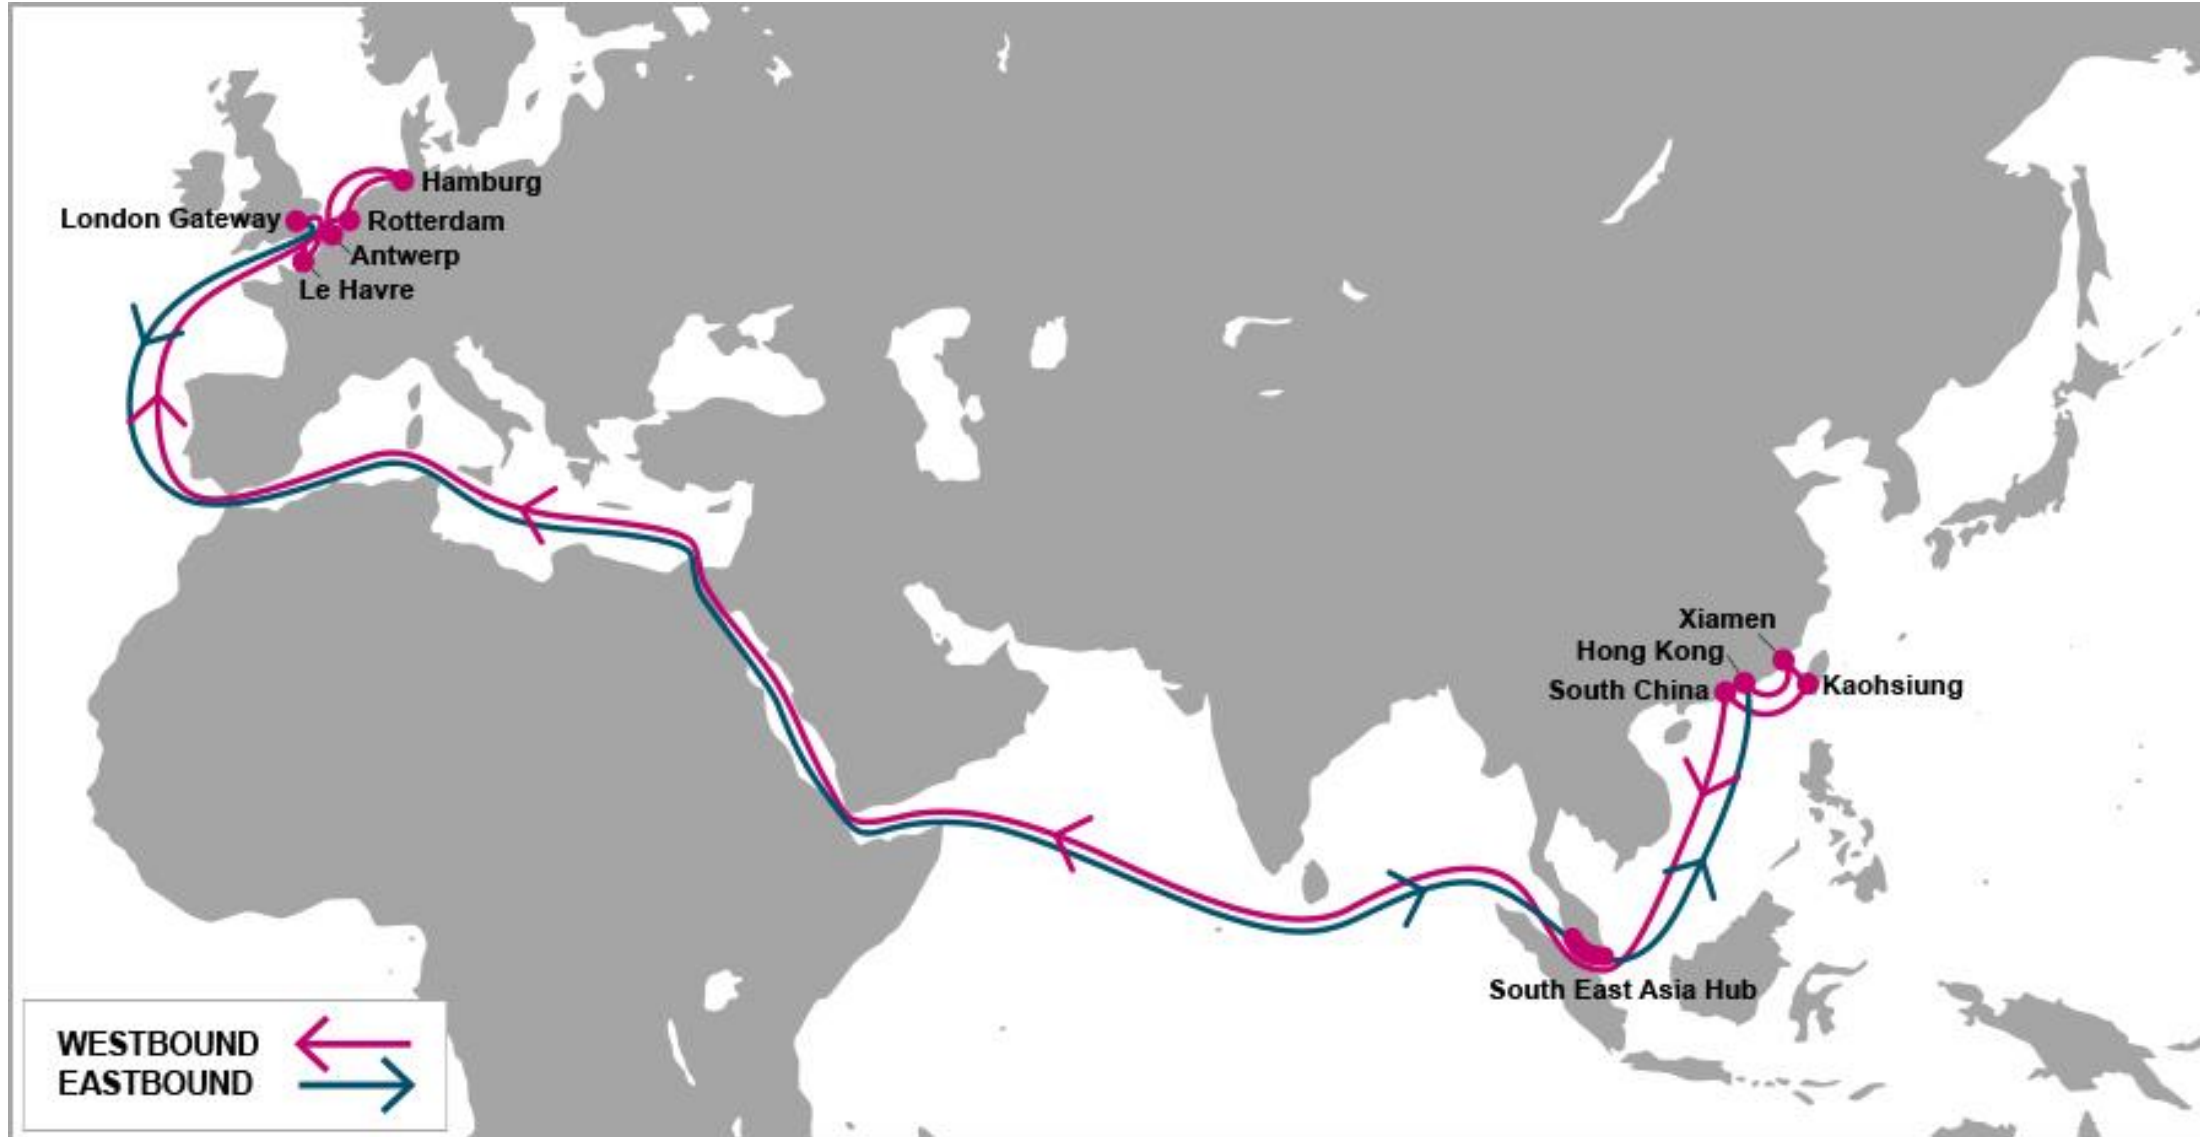 Hamburg
London Gateway
Rotterdam
Antwerp
Le Havre
Xiamen
Hong Kong
South China
Kaohsiung
South East Asia Hub
WESTBOUND
EASTBOUND